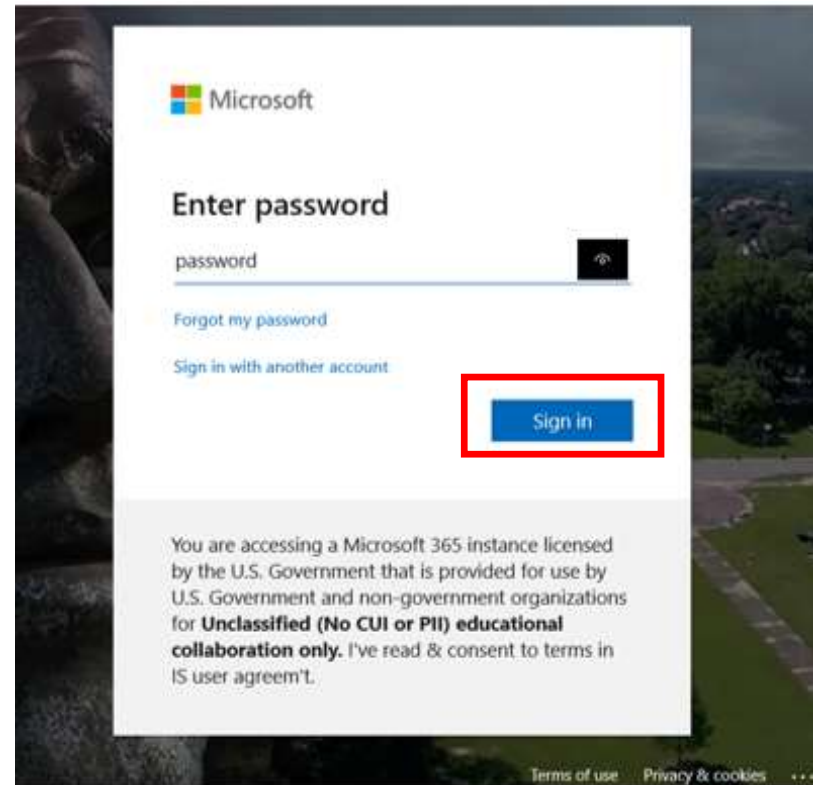 Microsoft
Enter password
password
Forgot my password
Sign in with another account
Sign in
You are accessing a Microsoft 365 instance licensed
by the U.S. Government that is provided for use by
U.S. Government and non-government organizations
for Unclassified (No CUI or PII) educational
collaboration only. I've read & consent to terms in
IS user agreem't.
Terms of use Privacy & cookies ...